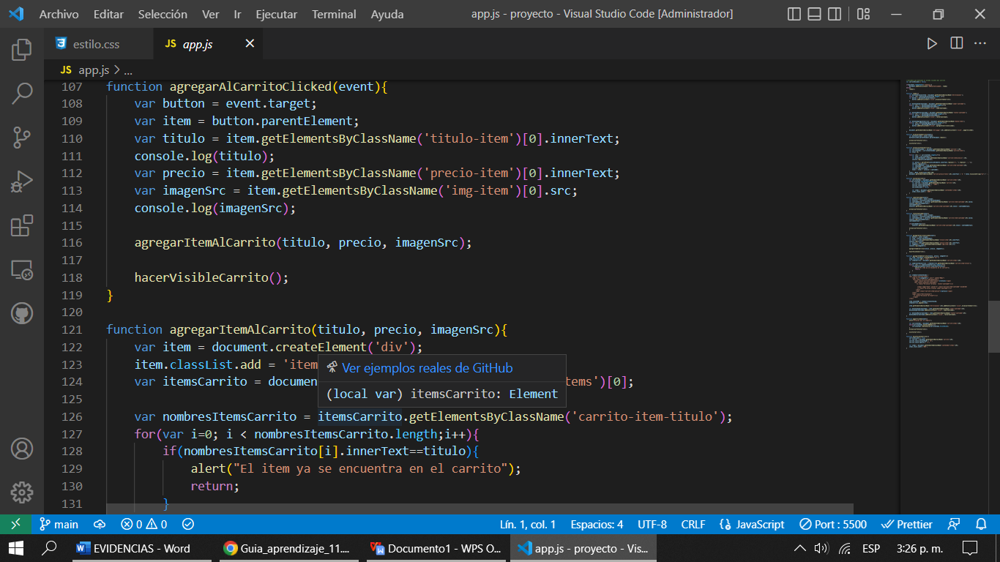 Archivo Editar Selección Ver Ir Ejecutar Terminal Ayuda app.js - proyecto - Visual Studio Code [Administrador]
estilo.css JS app.js
JS app.js > ...
107 function agregarAlCarritoClicked(event){
108 var button = event.target;
109 var item = button.parentElement;
110 var titulo = item.getElementsByClassName('titulo-item')[0].innerText;
111 console.log(titulo);
112 var precio = item.getElementsByClassName('precio-item')[0].innerText;
113 var imagenSrc = item.getElementsByClassName('img-item')[0].src;
114 console.log(imagenSrc);
115
116 agregarItemAlCarrito(titulo, precio, imagenSrc);
117
118 hacerVisibleCarrito();
119 }
120
121 function agregarItemAlCarrito(titulo, precio, imagenSrc){
122 var item = document.createElement('div');
123 item.classList.add = 'item
Ver ejemplos reales de GitHub
124 var itemsCarrito = documen tems')[0];
(local var) itemsCarrito: Element
125
126 var nombresItemsCarrito = itemsCarrito.getElementsByClassName('carrito-item-titulo');
127 for(var i=0; i < nombresItemsCarrito.length;i++){
128 if(nombresItemsCarrito[i].innerText==titulo){
129 alert("El item ya se encuentra en el carrito");
130 return;
131 }
main 0 0 Lín. 1, col. 1 Espacios: 4 UTF-8 CRLF JavaScript Port : 5500 Prettier
EVIDENCIAS - Word Guia_aprendizaje_11.... Documento1 - WPS O... app.js - proyecto - Vis... ESP 3:26 p. m.